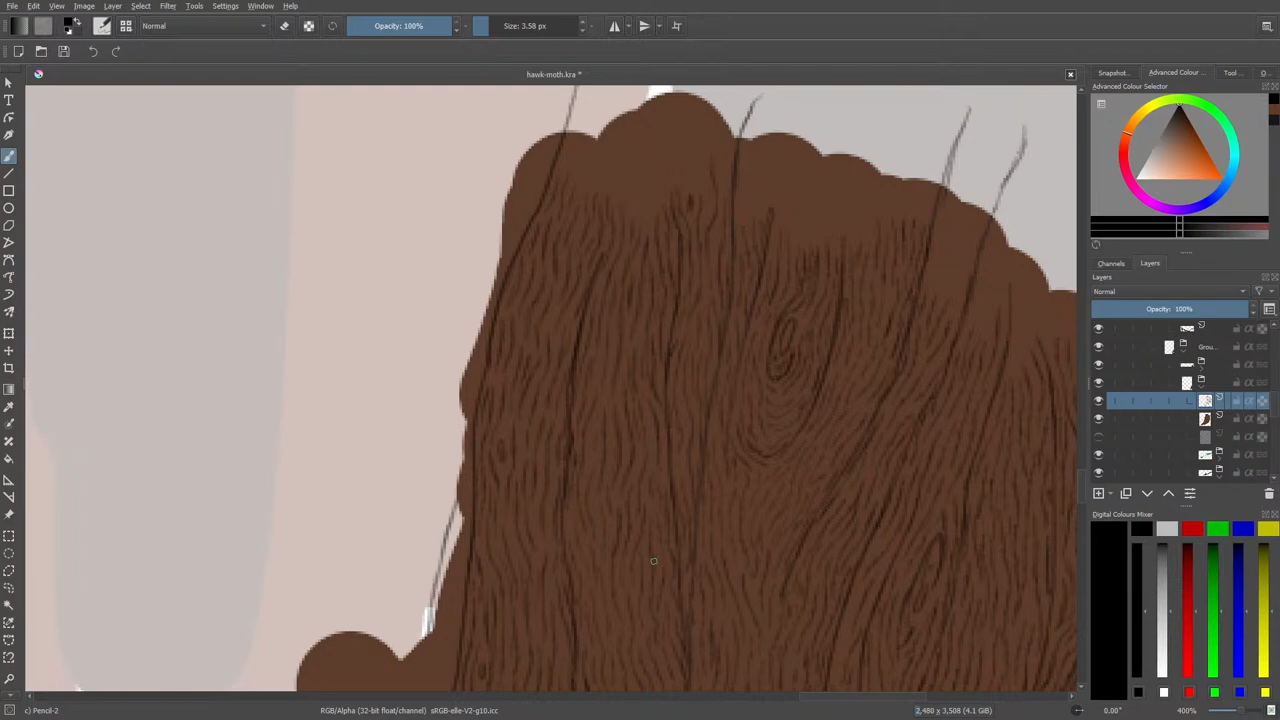 File Edit View Image Layer Select Filter Tools Settings Window Help
Normal
Opacity: 100%
Size: 3.58 px
hawk-moth.kra *
Snapshot...
Advanced Colour ...
Tool ...
O...
Advanced Colour Selector
Channels
Layers
Layers
Normal
Opacity: 100%
Grou...
Digital Colours Mixer
c) Pencil-2
RGB/Alpha (32-bit float/channel) sRGB-elle-V2-g10.icc
2,480 x 3,508 (4.1 GiB)
0.00°
400%